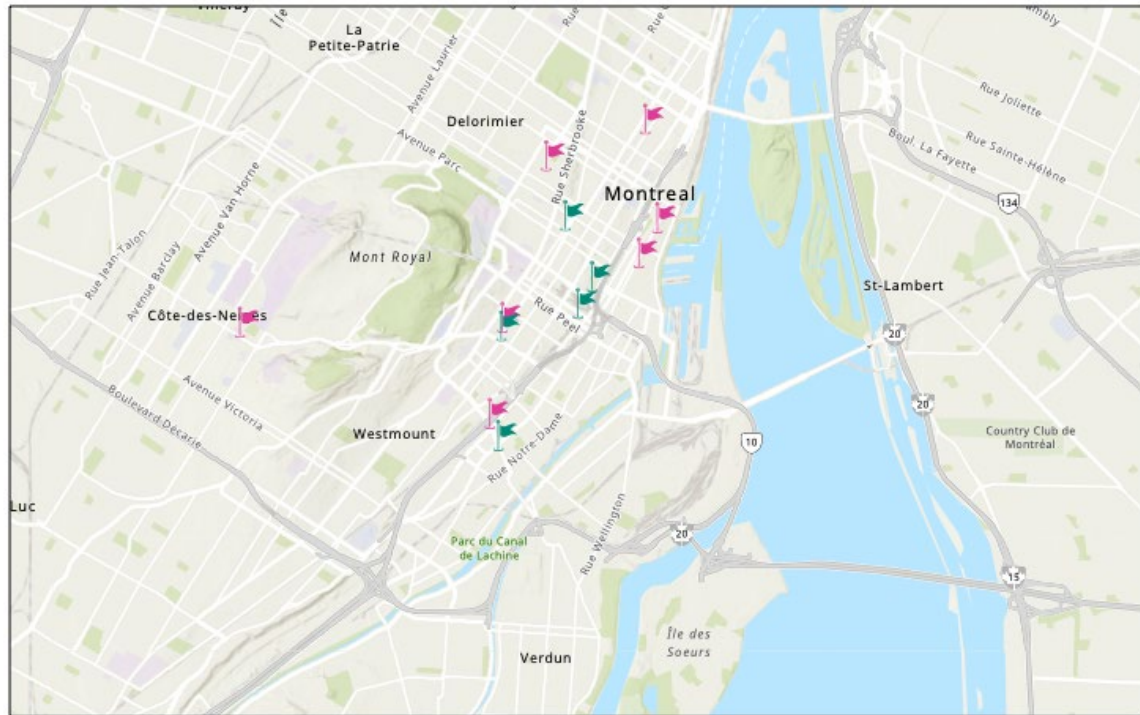 La
Petite-Patrie
Avenue Laurier
Delorimier
Avenue Parc
Rue Sherbrooke
Montreal
Rue Joliette
Boul. La Fayette
Rue Sainte-Hélène
134
Avenue Van Horne
Rue Jean-Talon
Avenue Barclay
Mont Royal
Côte-des-Neiges
Rue Peel
St-Lambert
20
Avenue Victoria
Boulevard Décarie
Westmount
Rue Notre-Dame
20
Country Club de
Montréal
10
Luc
Rue Wellington
20
Parc du Canal
de Lachine
15
Île des
Soeurs
Verdun